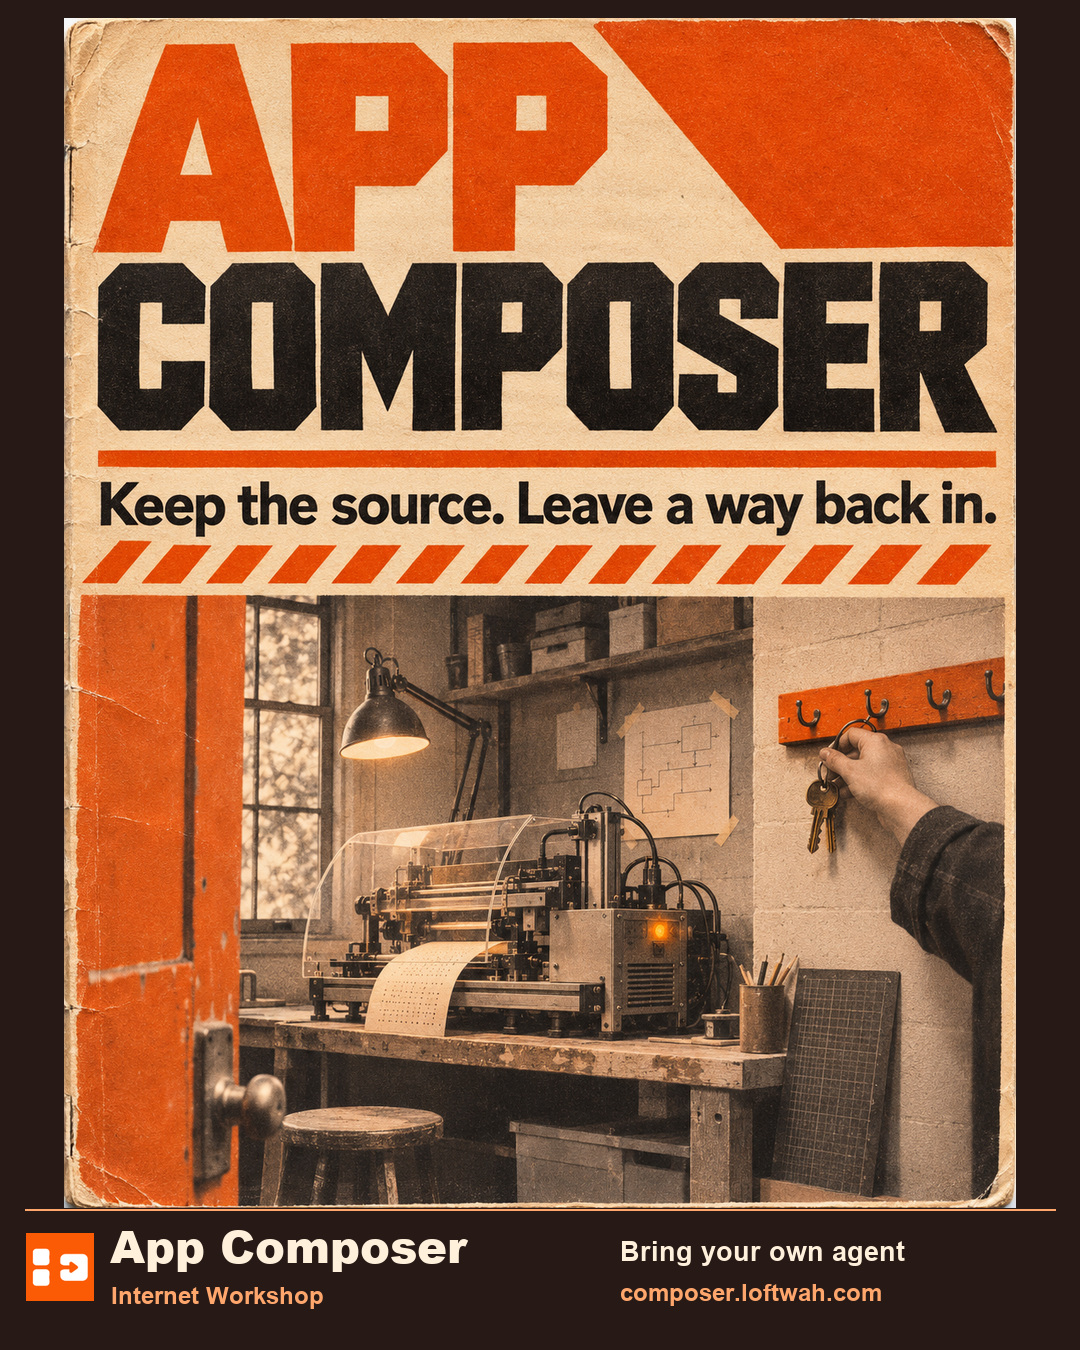 APP
COMPOSER
Keep the source. Leave a way back in.
App Composer
Internet Workshop
Bring your own agent
composer.loftwah.com